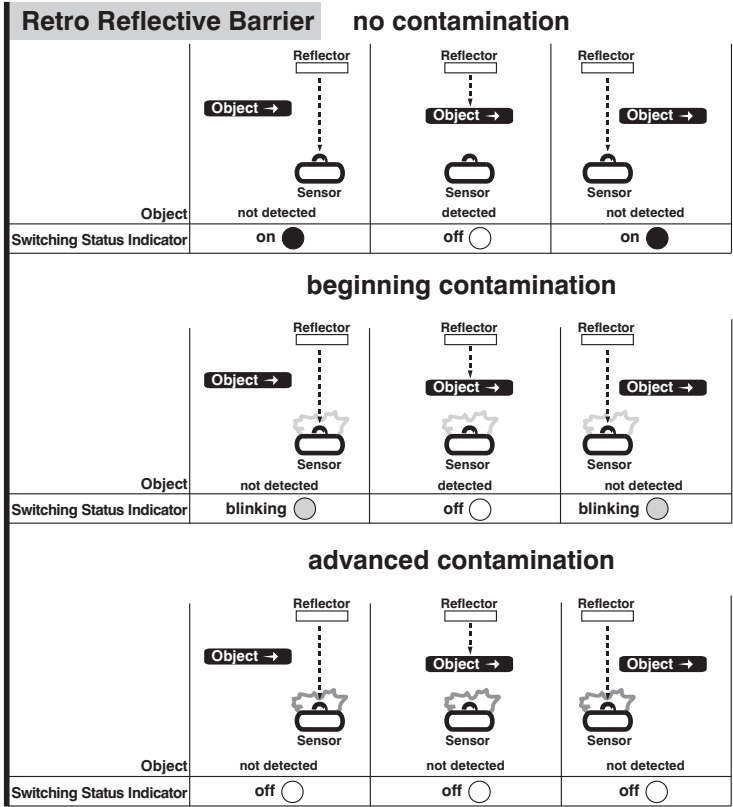 Retro Reflective Barrier no contamination
Reflector Reflector Reflector
Object → Object → Object →
Sensor Sensor Sensor
Object not detected detected not detected
Switching Status Indicator on off on
beginning contamination
Reflector Reflector Reflector
Object → Object → Object →
Sensor Sensor Sensor
Object not detected detected not detected
Switching Status Indicator blinking off blinking
advanced contamination
Reflector Reflector Reflector
Object → Object → Object →
Sensor Sensor Sensor
Object not detected not detected not detected
Switching Status Indicator off off off